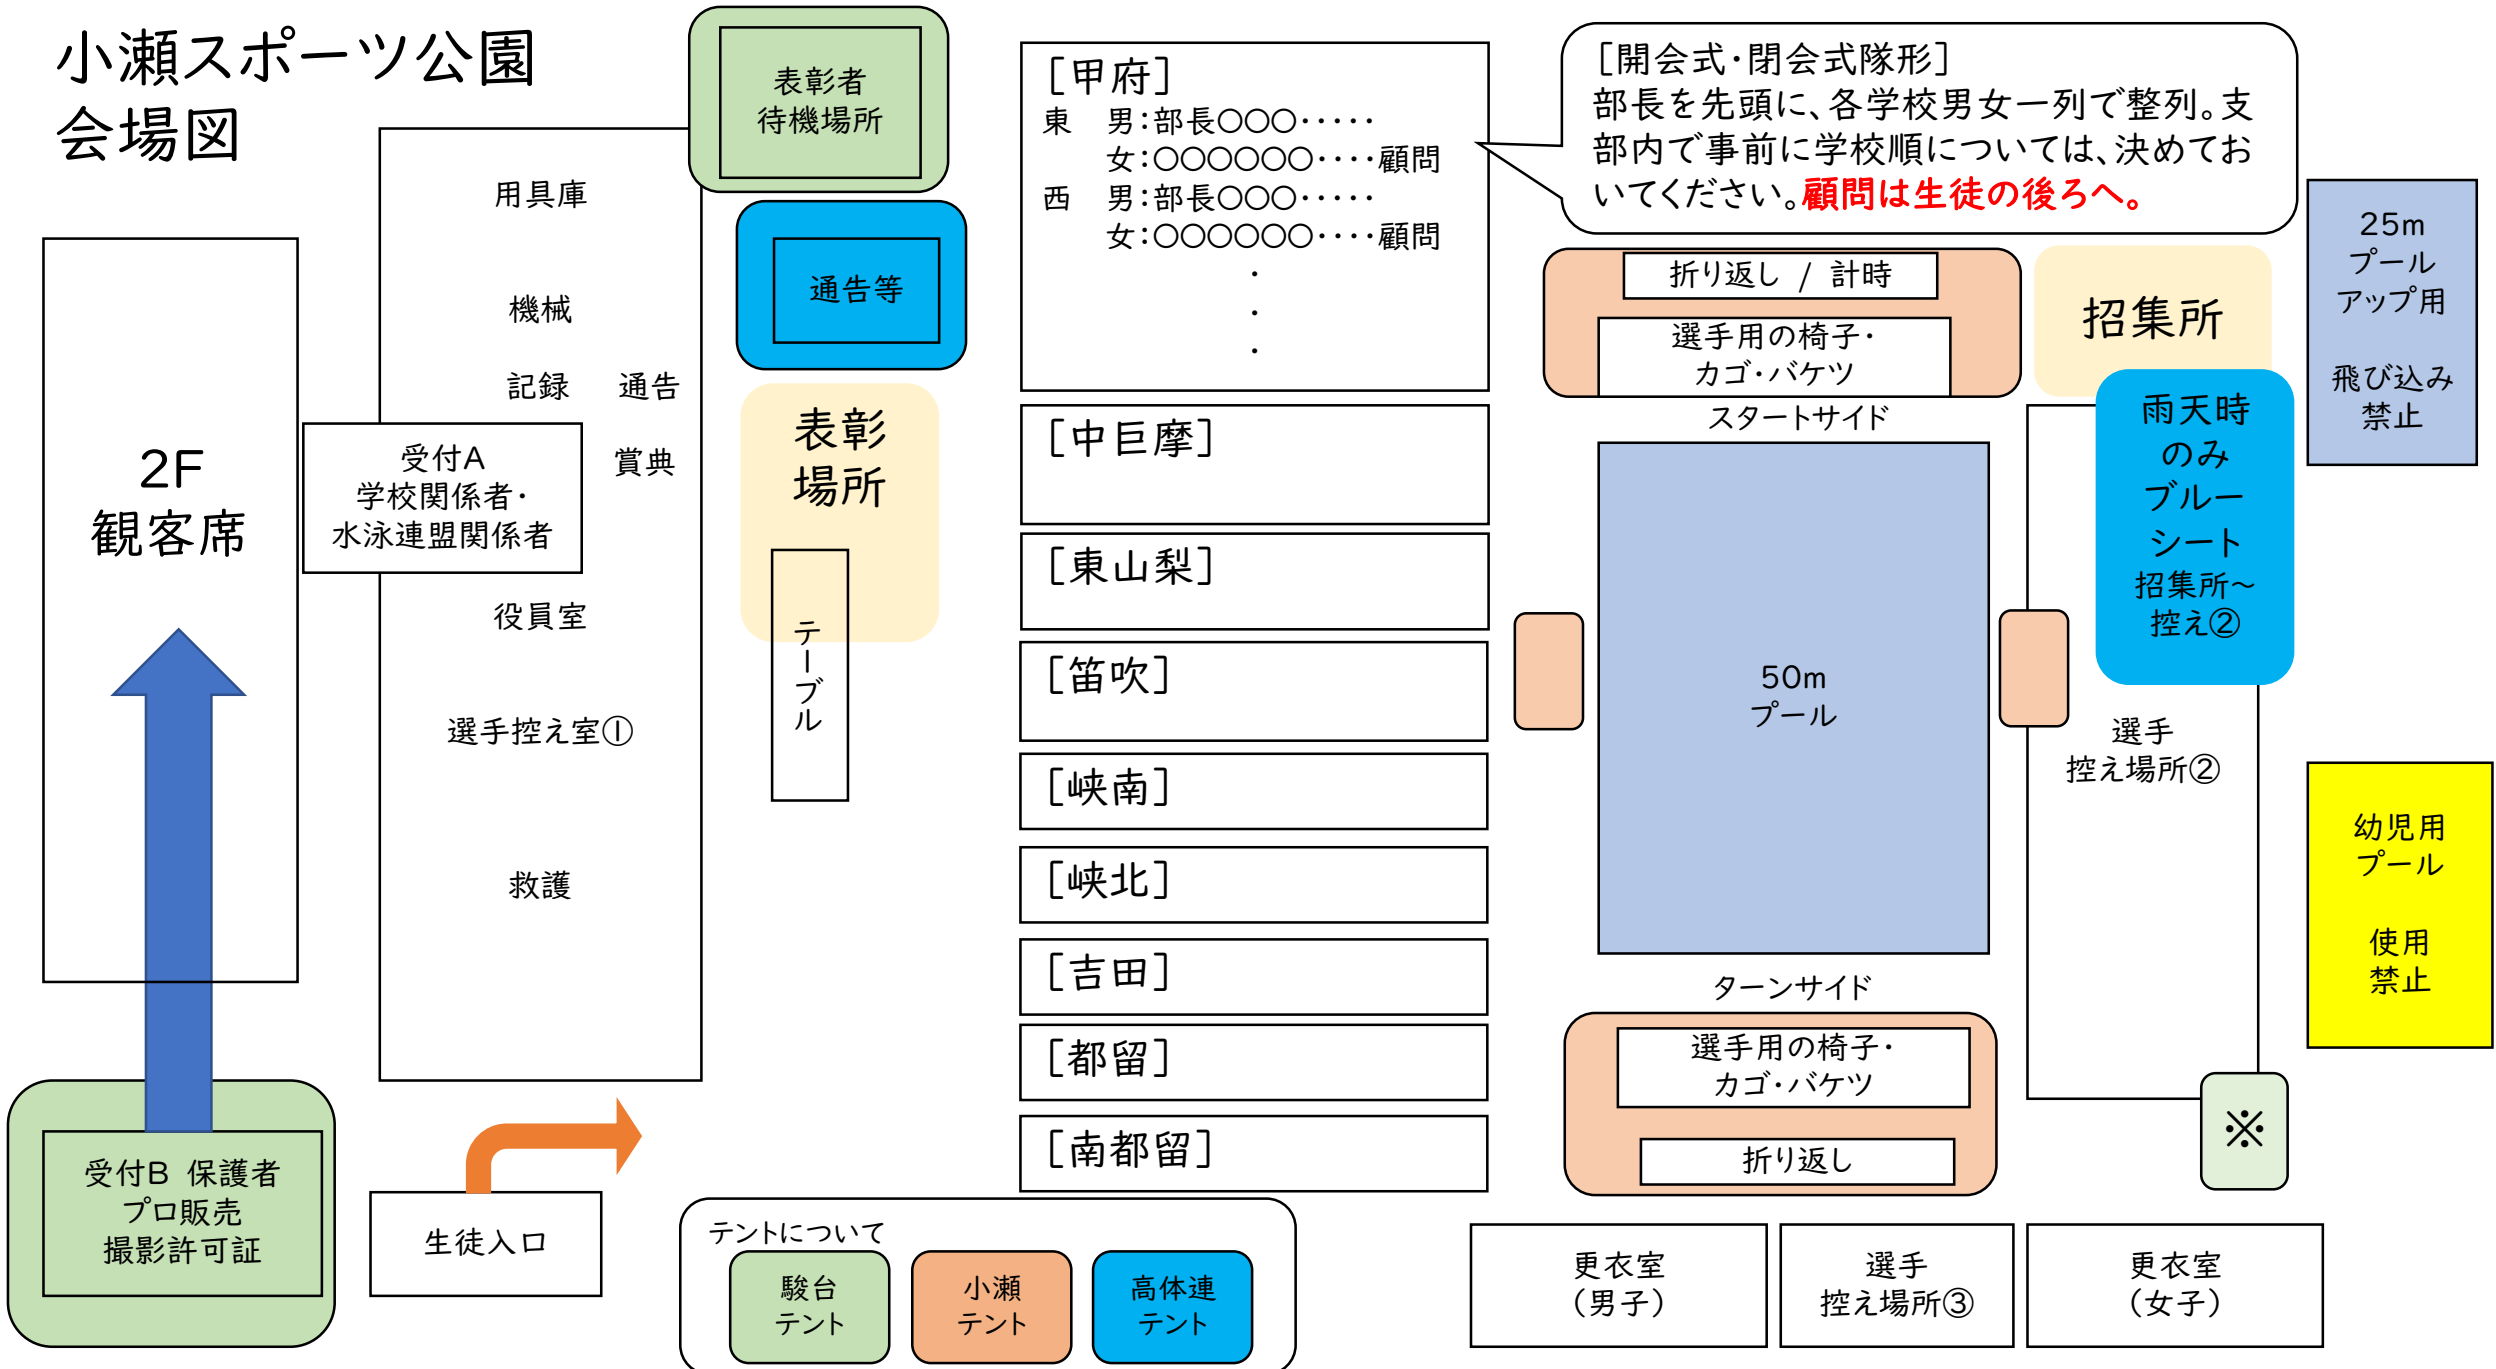 小瀬スポーツ公園
会場図
表彰者
待機場所
用具庫
機械
記録　通告
賞典
役員室
選手控え室①
救護
2F
観客席
受付A
学校関係者・
水泳連盟関係者
通告等
表彰
場所
テーブル
[甲府]
東　男：部長〇〇〇・・・・・
女：〇〇〇〇〇〇・・・・顧問
西　男：部長〇〇〇・・・・・
女：〇〇〇〇〇〇・・・・顧問
・
・
・
[中巨摩]
[東山梨]
[笛吹]
[峡南]
[峡北]
[吉田]
[都留]
[南都留]
[開会式・閉会式隊形]
部長を先頭に、各学校男女一列で整列。支
部内で事前に学校順については、決めてお
いてください。顧問は生徒の後ろへ。
折り返し / 計時
選手用の椅子・
カゴ・バケツ
スタートサイド
50m
プール
ターンサイド
選手用の椅子・
カゴ・バケツ
折り返し
招集所
雨天時
のみ
ブルー
シート
招集所～
控え②
選手
控え場所②
25m
プール
アップ用
飛び込み
禁止
幼児用
プール
使用
禁止
※
受付B 保護者
プロ販売
撮影許可証
生徒入口
テントについて
駿台
テント
小瀬
テント
高体連
テント
更衣室
（男子）
選手
控え場所③
更衣室
（女子）